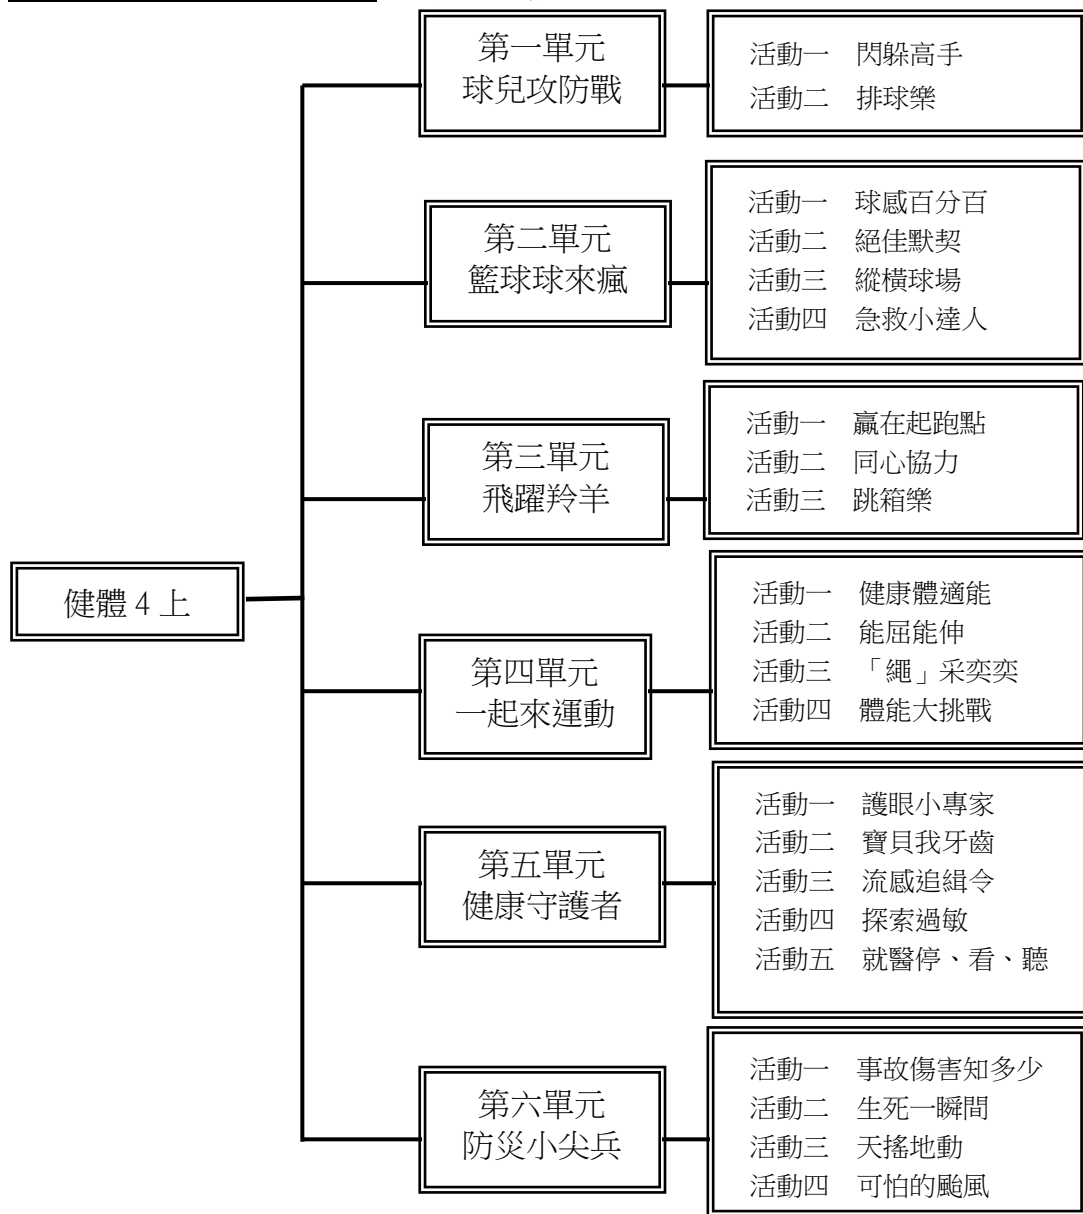 第一單元
球兒攻防戰
活動一 閃躲高手
活動二 排球樂
第二單元
籃球球來瘋
活動一 球感百分百
活動二 絕佳默契
活動三 縱橫球場
活動四 急救小達人
第三單元
飛躍羚羊
活動一 贏在起跑點
活動二 同心協力
活動三 跳箱樂
健體 4 上
第四單元
一起來運動
活動一 健康體適能
活動二 能屈能伸
活動三 「繩」采奕奕
活動四 體能大挑戰
第五單元
健康守護者
活動一 護眼小專家
活動二 寶貝我牙齒
活動三 流感追緝令
活動四 探索過敏
活動五 就醫停、看、聽
第六單元
防災小尖兵
活動一 事故傷害知多少
活動二 生死一瞬間
活動三 天搖地動
活動四 可怕的颱風